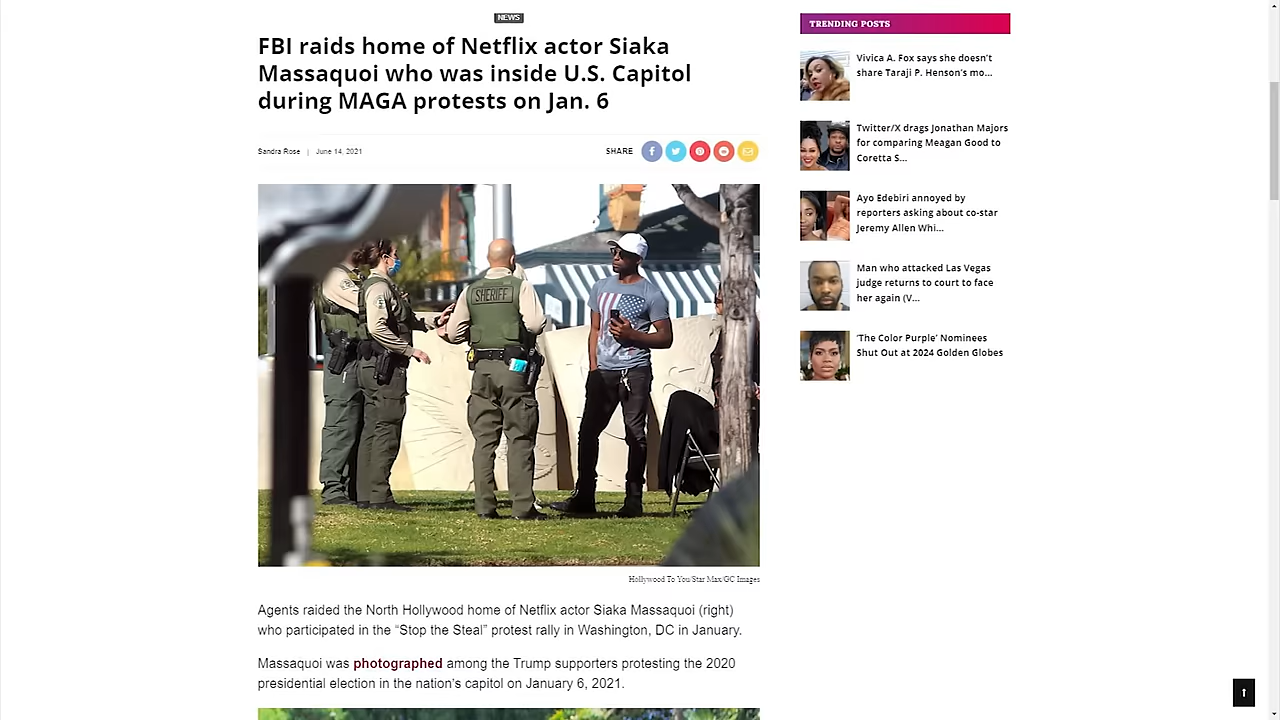 NEWS
FBI raids home of Netflix actor Siaka
Massaquoi who was inside U.S. Capitol
during MAGA protests on Jan. 6
Sandra Rose | June 14, 2021
SHARE
SHERIFF
Hollywood To You/Star Max/GC Images
Agents raided the North Hollywood home of Netflix actor Siaka Massaquoi (right)
who participated in the “Stop the Steal” protest rally in Washington, DC in January.
Massaquoi was photographed among the Trump supporters protesting the 2020
presidential election in the nation's capitol on January 6, 2021.
TRENDING POSTS
Vivica A. Fox says she doesn’t
share Taraji P. Henson’s mo...
Twitter/X drags Jonathan Majors
for comparing Meagan Good to
Coretta S...
Ayo Edebiri annoyed by
reporters asking about co-star
Jeremy Allen Whi...
Man who attacked Las Vegas
judge returns to court to face
her again (V...
‘The Color Purple’ Nominees
Shut Out at 2024 Golden Globes